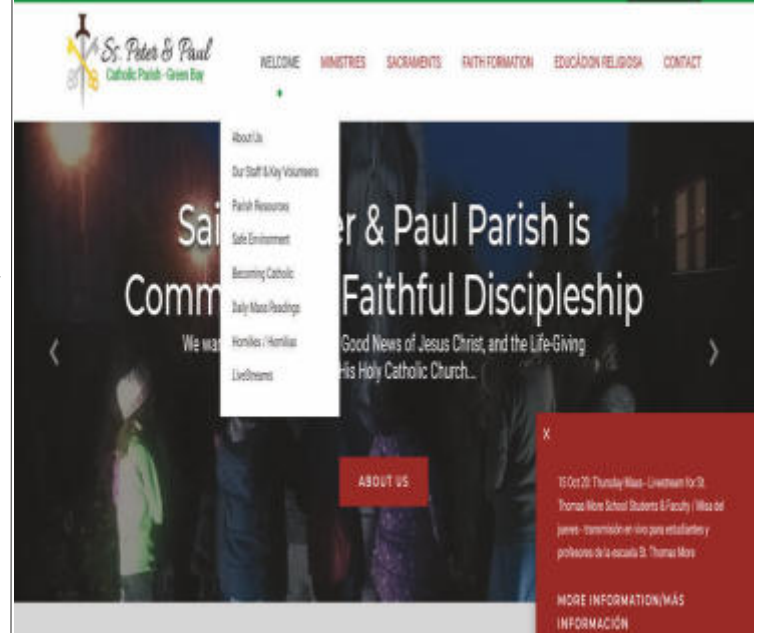 Ss. Peter & Paul
Catholic Parish - Green Bay
WELCOME MINISTRIES SACRAMENTS FAITH FORMATION EDUCÁCION RELIGIOSA CONTACT
About Us
Our Staff & Key Volunteers
Parish Resources
Safe Environment
Becoming Catholic
Daily Mass Readings
Homilies / Homilias
LiveStreams
Sai r & Paul Parish is
Comm Faithful Discipleship
We wa Good News of Jesus Christ, and the Life-Giving
His Holy Catholic Church...
ABOUT US
X
15 Oct 20: Thursday Mass - Livestream for St.
Thomas More School Students & Faculty / Misa del
jueves - transmisión en vivo para estudiantes y
profesores de la escuela St. Thomas More
MORE INFORMATION/MÁS
INFORMACIÓN